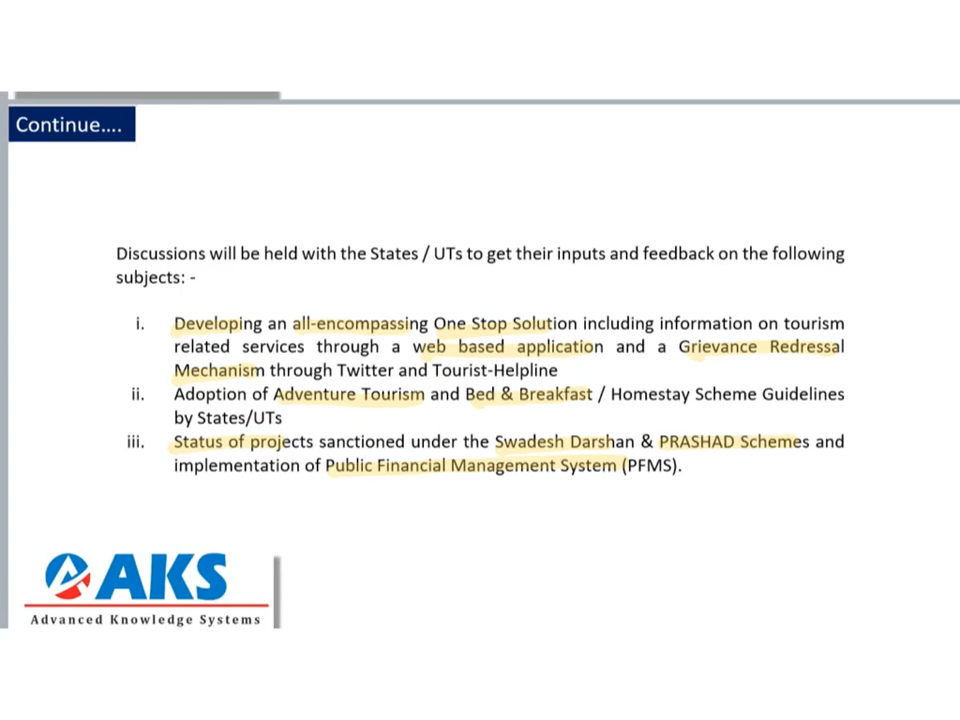 Continue....
Discussions will be held with the States / UTs to get their inputs and feedback on the following
subjects: -
i. Developing an all-encompassing One Stop Solution including information on tourism
related services through a web based application and a Grievance Redressal
Mechanism through Twitter and Tourist-Helpline
ii. Adoption of Adventure Tourism and Bed & Breakfast / Homestay Scheme Guidelines
by States/UTs
iii. Status of projects sanctioned under the Swadesh Darshan & PRASHAD Schemes and
implementation of Public Financial Management System (PFMS).
AKS
Advanced Knowledge Systems